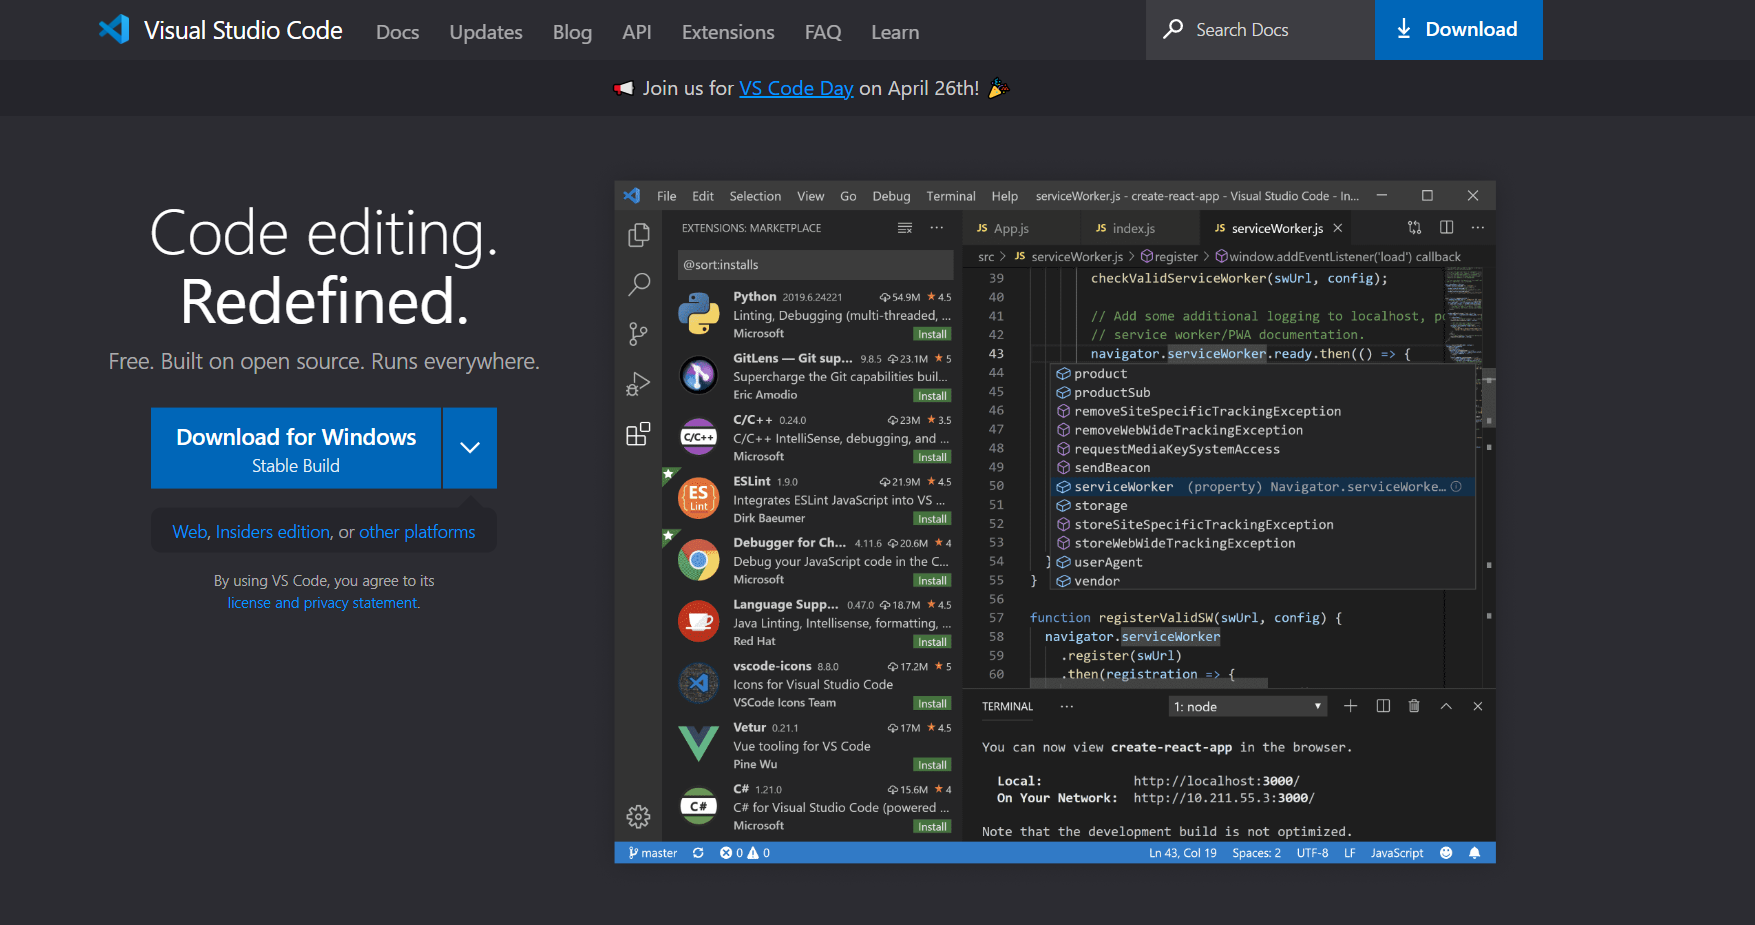 Visual Studio Code Docs Updates Blog API Extensions FAQ Learn Search Docs Download
Join us for VS Code Day on April 26th!
Code editing.
Redefined.
Free. Built on open source. Runs everywhere.
Download for Windows
Stable Build
Web, Insiders edition, or other platforms
By using VS Code, you agree to its
license and privacy statement.
File Edit Selection View Go Debug Terminal Help serviceWorker.js - create-react-app - Visual Studio Code - In...
EXTENSIONS: MARKETPLACE
@sort:installs
Python 2019.6.24221 54.9M ★ 4.5
Linting, Debugging (multi-threaded, ...
Microsoft Install
GitLens — Git sup... 9.8.5 23.1M ★ 5
Supercharge the Git capabilities buil...
Eric Amodio Install
C/C++
C/C++ 0.24.0 23M ★ 3.5
C/C++ IntelliSense, debugging, and ...
Microsoft Install
ES
Lint
ESLint 1.9.0 21.9M ★ 4.5
Integrates ESLint JavaScript into VS ...
Dirk Baeumer Install
Debugger for Ch... 4.11.6 20.6M ★ 4
Debug your JavaScript code in the C...
Microsoft Install
Language Supp... 0.47.0 18.7M ★ 4.5
Java Linting, Intellisense, formatting, ...
Red Hat Install
vscode-icons 8.8.0 17.2M ★ 5
Icons for Visual Studio Code
VSCode Icons Team Install
Vetur 0.21.1 17M ★ 4.5
Vue tooling for VS Code
Pine Wu Install
C#
C# 1.21.0 15.6M ★ 4
C# for Visual Studio Code (powered ...
Microsoft Install
JS App.js JS index.js JS serviceWorker.js
src > JS serviceWorker.js > register > window.addEventListener('load') callback
39 checkValidServiceWorker(swUrl, config);
40
41 // Add some additional logging to localhost, p
42 // service worker/PWA documentation.
43 navigator.serviceWorker.ready.then(() => {
44 product
45 productSub
46 removeSiteSpecificTrackingException
47 removeWebWideTrackingException
48 requestMediaKeySystemAccess
49 sendBeacon
50 serviceWorker (property) Navigator.serviceWorke...
51 storage
52 storeSiteSpecificTrackingException
53 storeWebWideTrackingException
54 } userAgent
55 } vendor
56
57 function registerValidSW(swUrl, config) {
58 navigator.serviceWorker
59 .register(swUrl)
60 .then(registration => {
TERMINAL ... 1: node
You can now view create-react-app in the browser.
Local: http://localhost:3000/
On Your Network: http://10.211.55.3:3000/
Note that the development build is not optimized.
master 0 0 Ln 43, Col 19 Spaces: 2 UTF-8 LF JavaScript